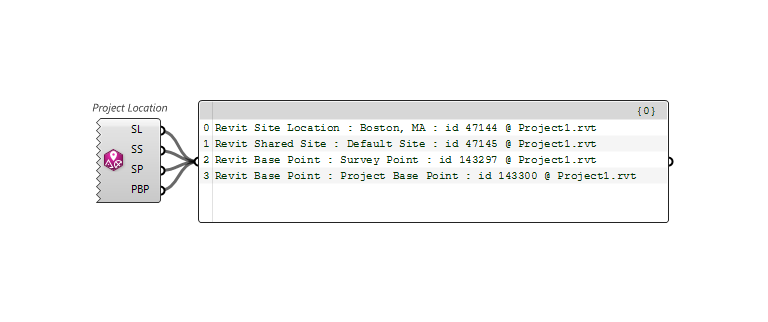 Project Location
SL
SS
SP
PBP
{0}
0 Revit Site Location : Boston, MA : id 47144 @ Project1.rvt
1 Revit Shared Site : Default Site : id 47145 @ Project1.rvt
2 Revit Base Point : Survey Point : id 143297 @ Project1.rvt
3 Revit Base Point : Project Base Point : id 143300 @ Project1.rvt